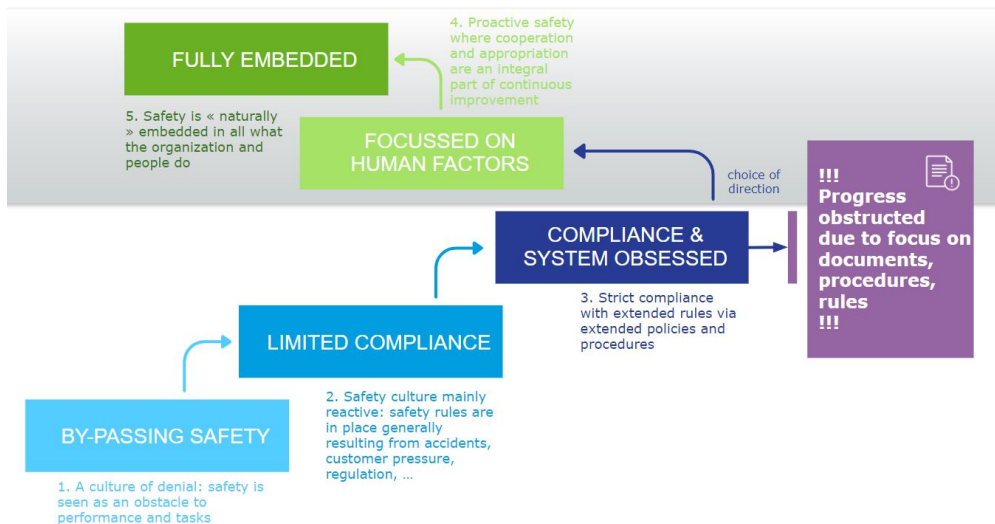 FULLY EMBEDDED
4. Proactive safety
where cooperation
and appropriation
are an integral
part of continuous
improvement
5. Safety is « naturally
» embedded in all what
the organization and
people do
FOCUSSED ON
HUMAN FACTORS
choice of
direction
!!!
Progress
obstructed
due to focus on
documents,
procedures,
rules
!!!
COMPLIANCE &
SYSTEM OBSESSED
3. Strict compliance
with extended rules via
extended policies and
procedures
LIMITED COMPLIANCE
2. Safety culture mainly
reactive: safety rules are
in place generally
resulting from accidents,
customer pressure,
regulation, …
BY-PASSING SAFETY
1. A culture of denial: safety is
seen as an obstacle to
performance and tasks